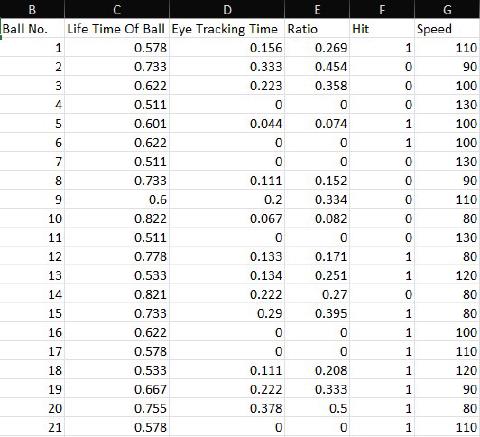 B C D E F G
Ball No. Life Time Of Ball Eye Tracking Time Ratio Hit Speed
1 0.578 0.156 0.269 1 110
2 0.733 0.333 0.454 0 90
3 0.622 0.223 0.358 0 100
4 0.511 0 0 0 130
5 0.601 0.044 0.074 1 100
6 0.622 0 0 1 100
7 0.511 0 0 0 130
8 0.733 0.111 0.152 0 90
9 0.6 0.2 0.334 0 110
10 0.822 0.067 0.082 0 80
11 0.511 0 0 0 130
12 0.778 0.133 0.171 1 80
13 0.533 0.134 0.251 1 120
14 0.821 0.222 0.27 0 80
15 0.733 0.29 0.395 1 80
16 0.622 0 0 1 100
17 0.578 0 0 1 110
18 0.533 0.111 0.208 1 120
19 0.667 0.222 0.333 1 90
20 0.755 0.378 0.5 1 80
21 0.578 0 0 1 110